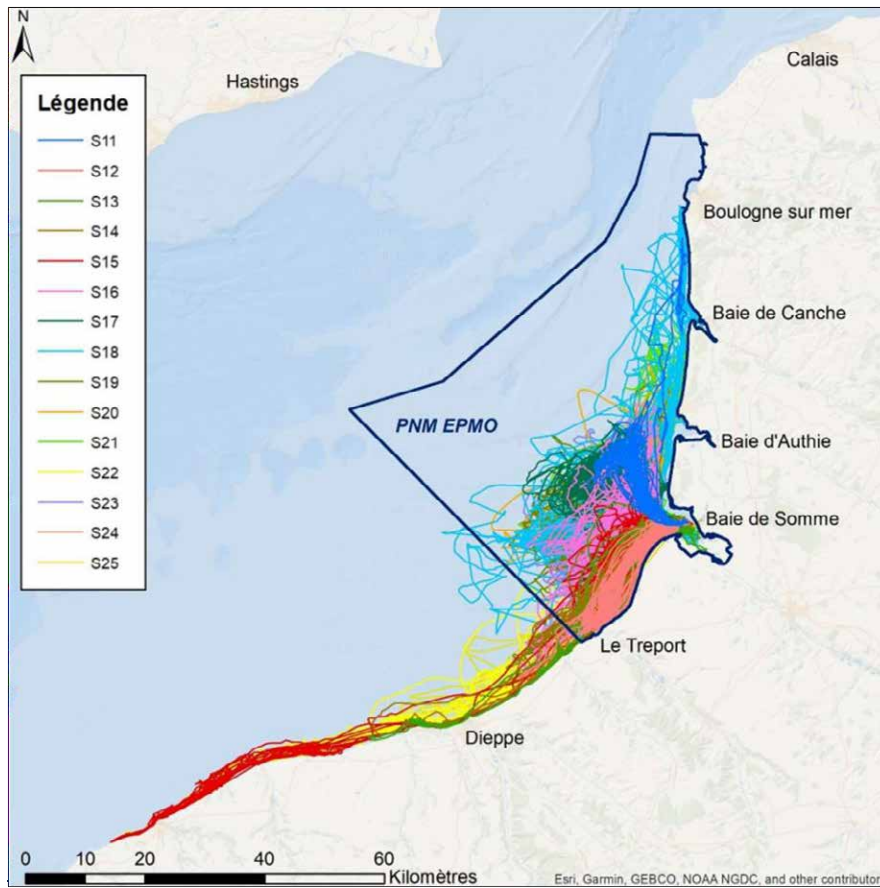 N
Hastings
Calais
Légende
S11
S12
S13
S14
S15
S16
S17
S18
S19
S20
S21
S22
S23
S24
S25
Boulogne sur mer
Baie de Canche
PNM EPMO
Baie d'Authie
Baie de Somme
Le Treport
Dieppe
0 10 20 40 60
Kilomètres
Esri, Garmin, GEBCO, NOAA NGDC, and other contributor